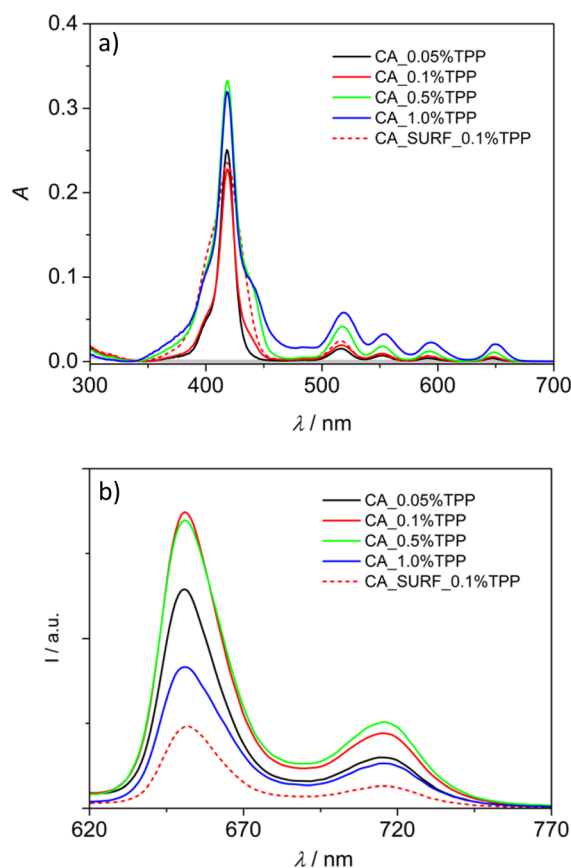 a)
0.4
CA_0.05%TPP
CA_0.1%TPP
0.3
CA_0.5%TPP
CA_1.0%TPP
CA_SURF_0.1%TPP
A
0.2
0.1
0.0
300 400 500 600 700
λ / nm
b)
CA_0.05%TPP
CA_0.1%TPP
CA_0.5%TPP
CA_1.0%TPP
CA_SURF_0.1%TPP
I / a.u.
620 670 720 770
λ / nm